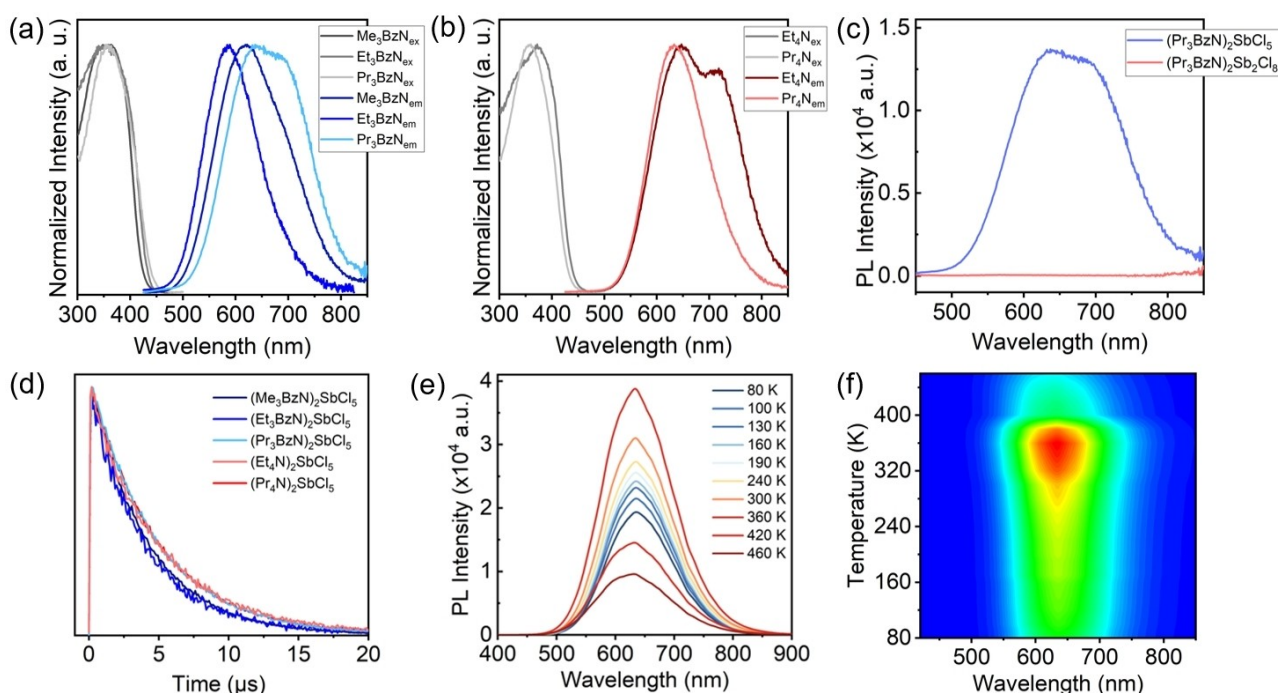 (a)
Normalized Intensity (a. u.)
Me₃BzNₑₓ
Et₃BzNₑₓ
Pr₃BzNₑₓ
Me₃BzNₑₘ
Et₃BzNₑₘ
Pr₃BzNₑₘ
300 400 500 600 700 800
Wavelength (nm)
(b)
Normalized Intensity (a. u.)
Et₄Nₑₓ
Pr₄Nₑₓ
Et₄Nₑₘ
Pr₄Nₑₘ
300 400 500 600 700 800
Wavelength (nm)
(c)
PL Intensity (x10⁴ a.u.)
(Pr₃BzN)₂SbCl₅
(Pr₃BzN)₂Sb₂Cl₈
1.5
1.0
0.5
0.0
500 600 700 800
Wavelength (nm)
(d)
(Me₃BzN)₂SbCl₅
(Et₃BzN)₂SbCl₅
(Pr₃BzN)₂SbCl₅
(Et₄N)₂SbCl₅
(Pr₄N)₂SbCl₅
0 5 10 15 20
Time (µs)
(e)
PL Intensity (x10⁴ a.u.)
4
3
2
1
0
80 K
100 K
130 K
160 K
190 K
240 K
300 K
360 K
420 K
460 K
400 500 600 700 800 900
Wavelength (nm)
(f)
Temperature (K)
400
320
240
160
80
500 600 700 800
Wavelength (nm)